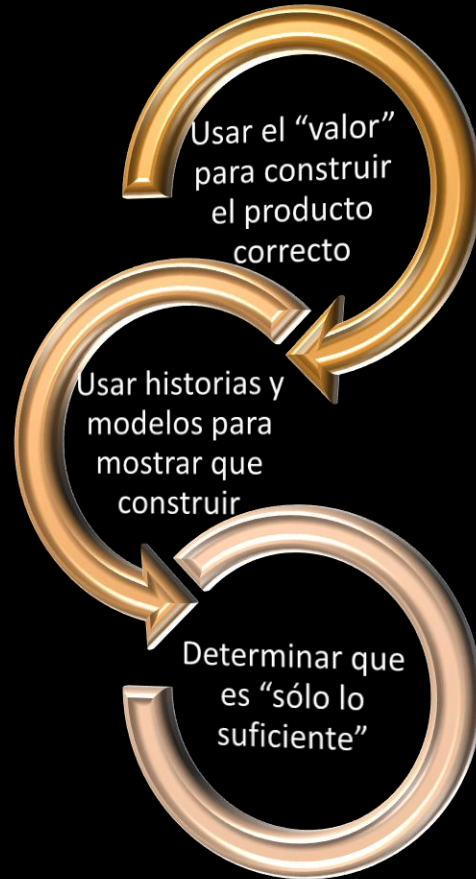 Usar el “valor”
para construir
el producto
correcto
Usar historias y
modelos para
mostrar que
construir
Determinar que
es “sólo lo
suficiente”